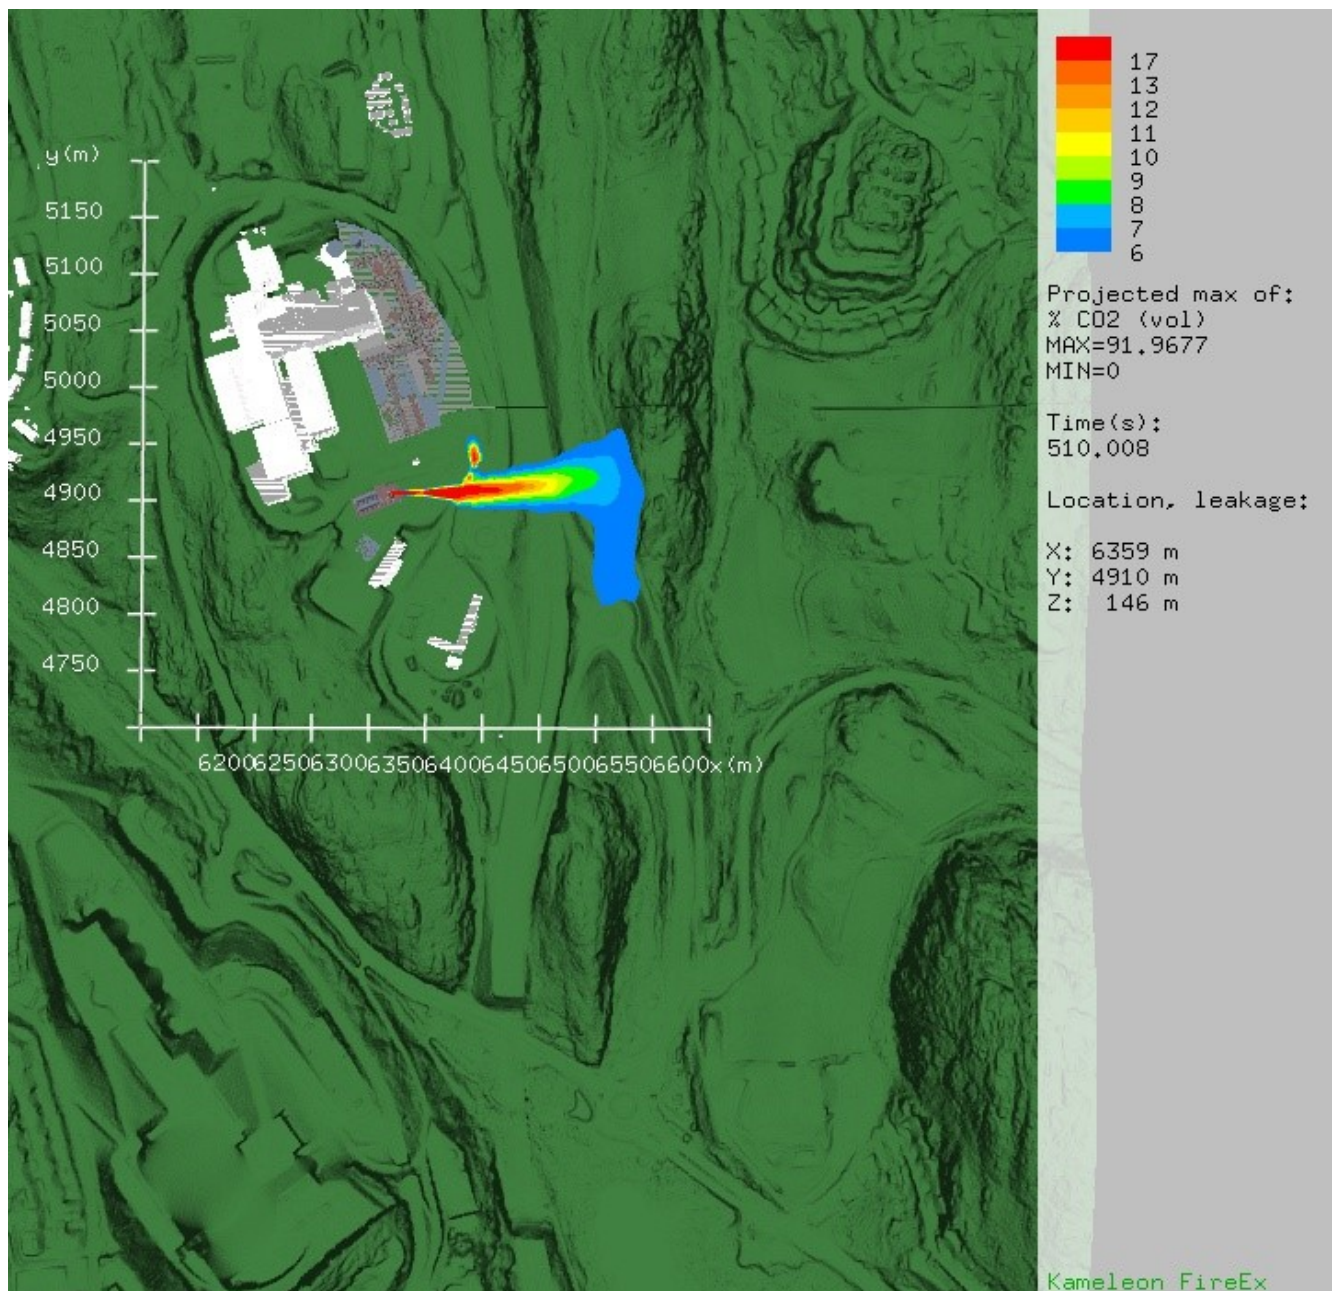 17
13
12
11
10
9
8
7
6
Projected max of:
% CO2 (vol)
MAX=91.9677
MIN=0
Time(s):
510.008
Location, leakage:
X: 6359 m
Y: 4910 m
Z: 146 m
y(m)
5150
5100
5050
5000
4950
4900
4850
4800
4750
620062506300635064006450650065506600x(m)
Kameleon FireEx